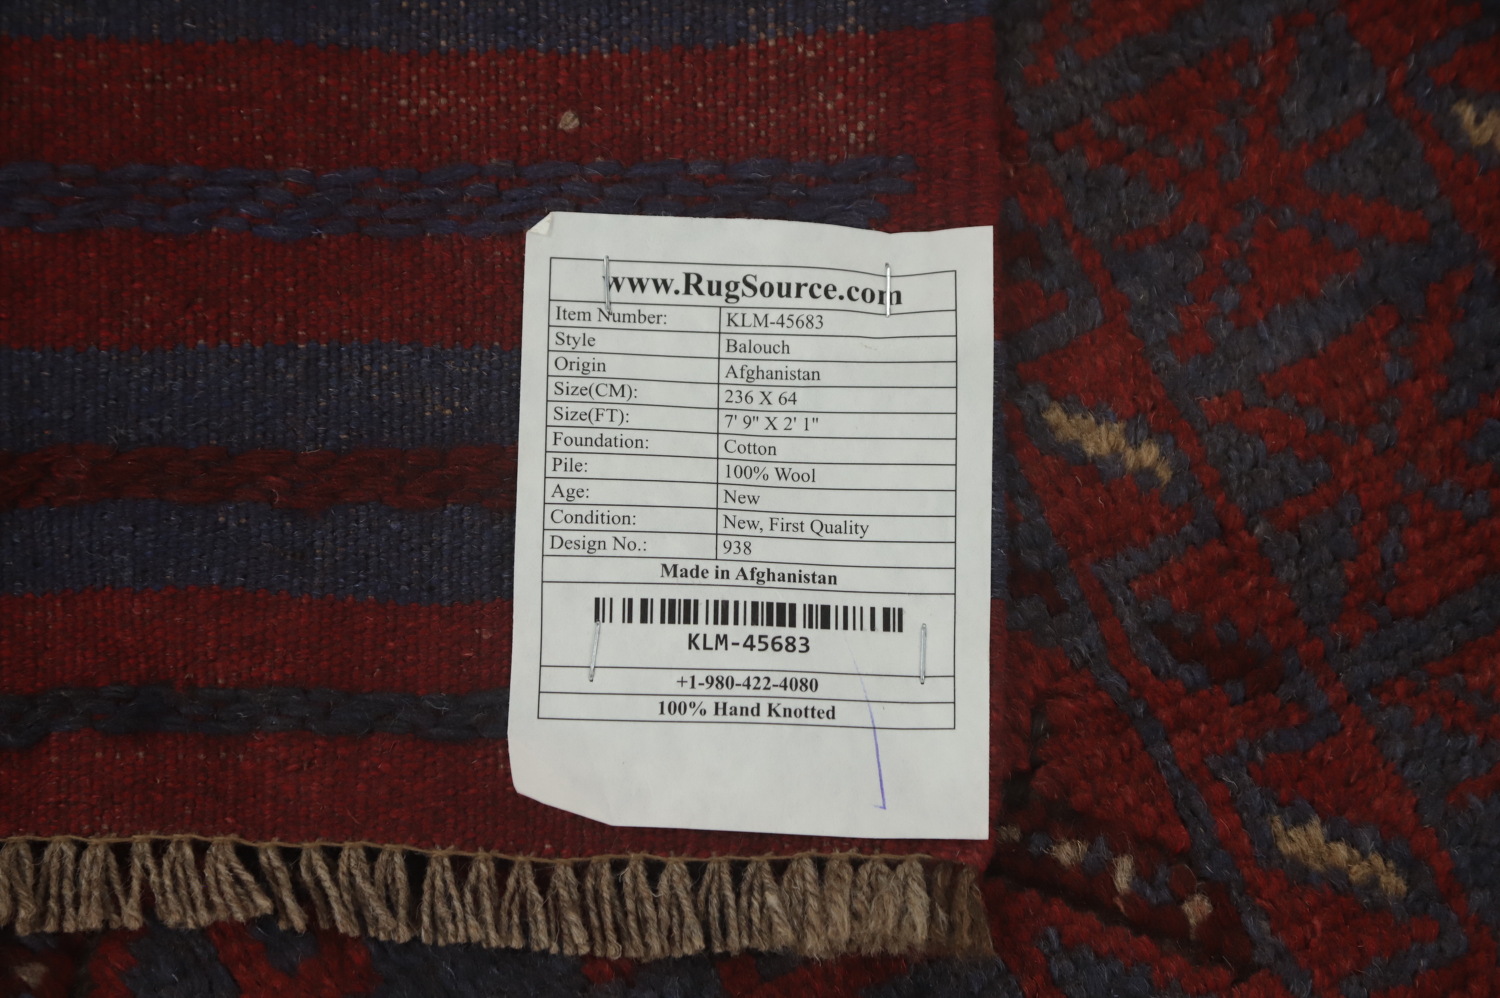 www.RugSource.com
Item Number: KLM-45683
Style Balouch
Origin Afghanistan
Size(CM): 236 X 64
Size(FT): 7' 9" X 2' 1"
Foundation: Cotton
Pile: 100% Wool
Age: New
Condition: New, First Quality
Design No.: 938
Made in Afghanistan
KLM-45683
+1-980-422-4080
100% Hand Knotted